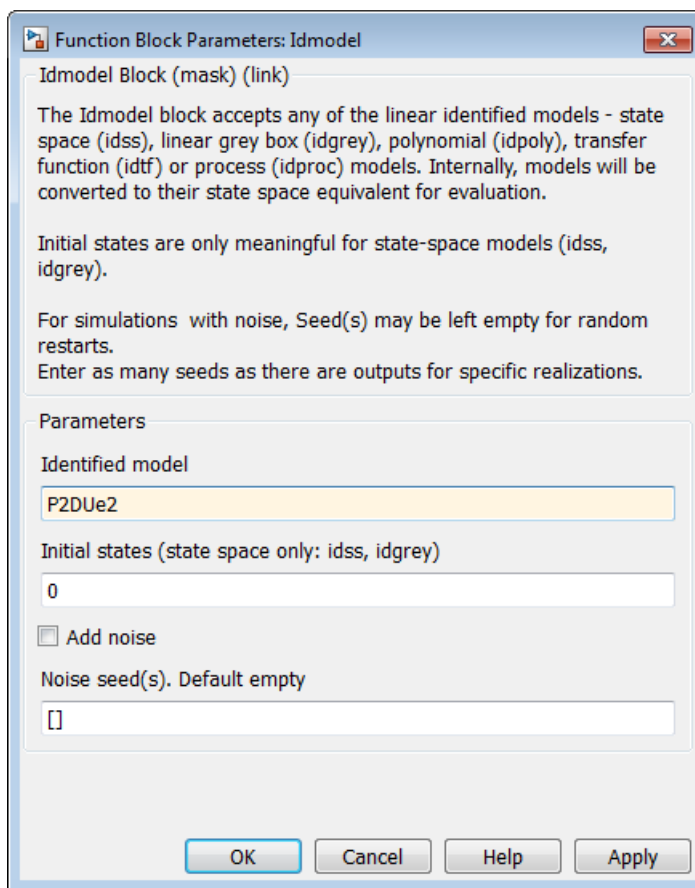 Function Block Parameters: Idmodel
Idmodel Block (mask) (link)
The Idmodel block accepts any of the linear identified models - state
space (idss), linear grey box (idgrey), polynomial (idpoly), transfer
function (idtf) or process (idproc) models. Internally, models will be
converted to their state space equivalent for evaluation.
Initial states are only meaningful for state-space models (idss,
idgrey).
For simulations  with noise, Seed(s) may be left empty for random
restarts.
Enter as many seeds as there are outputs for specific realizations.
Parameters
Identified model
P2DUe2
Initial states (state space only: idss, idgrey)
0
Add noise
Noise seed(s). Default empty
[]
OK Cancel Help Apply